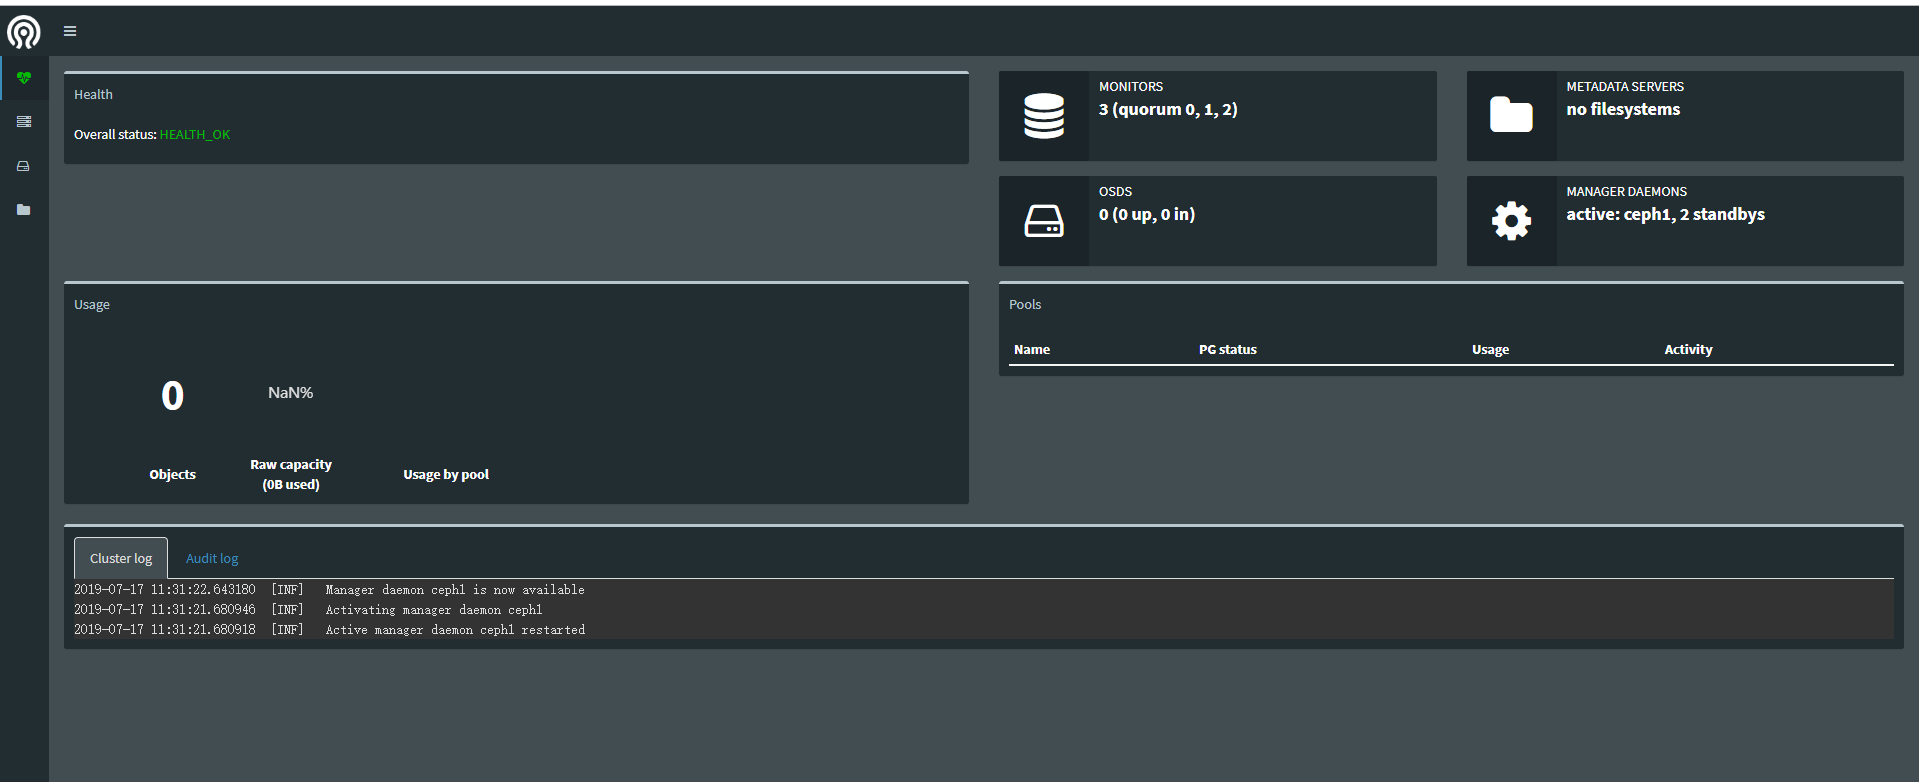 Health
Overall status: HEALTH_OK
MONITORS
3 (quorum 0, 1, 2)
METADATA SERVERS
no filesystems
OSDS
0 (0 up, 0 in)
MANAGER DAEMONS
active: ceph1, 2 standbys
Usage
0
NaN%
Objects
Raw capacity
(0B used)
Usage by pool
Pools
Name PG status Usage Activity
Cluster log Audit log
2019-07-17 11:31:22.643180 [INF] Manager daemon ceph1 is now available
2019-07-17 11:31:21.680946 [INF] Activating manager daemon ceph1
2019-07-17 11:31:21.680918 [INF] Active manager daemon ceph1 restarted